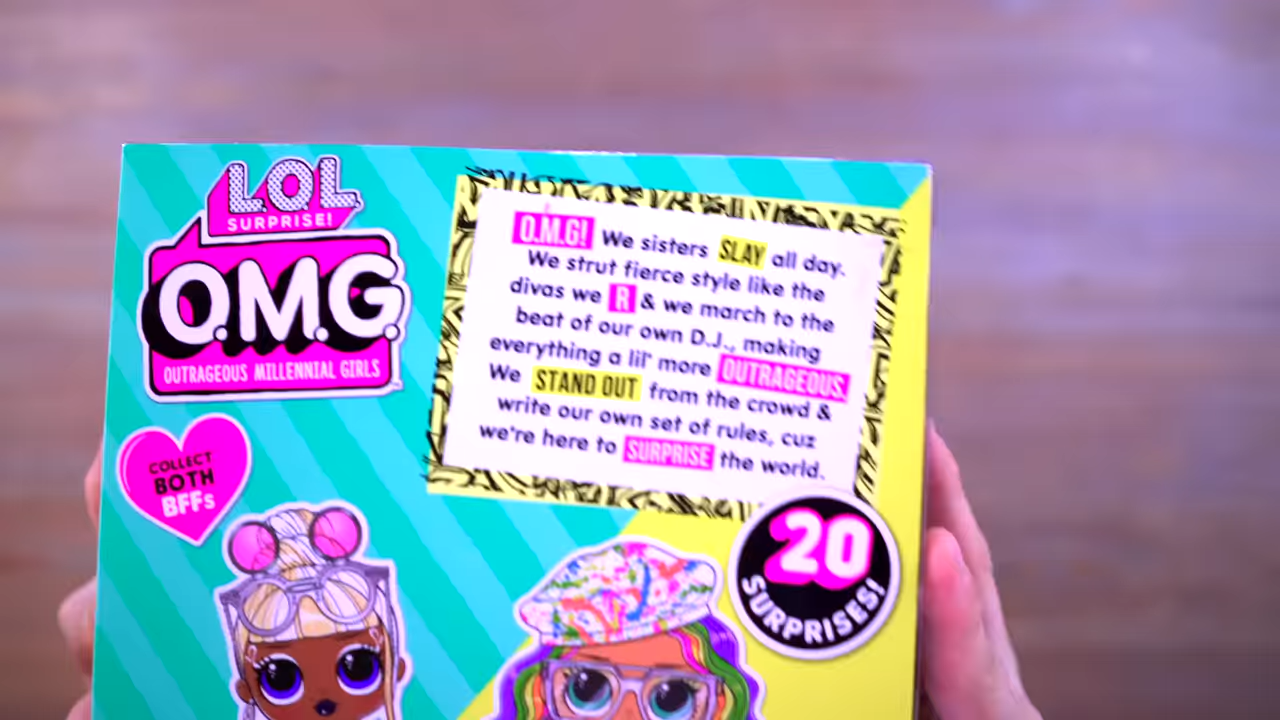 L.O.L.
SURPRISE!
O.M.G.
OUTRAGEOUS MILLENNIAL GIRLS
O.M.G! We sisters SLAY all day.
We strut fierce style like the
divas we R & we march to the
beat of our own D.J., making
everything a lil' more OUTRAGEOUS.
We STAND OUT from the crowd &
write our own set of rules, cuz
we're here to SURPRISE the world.
COLLECT
BOTH
BFFs
20
SURPRISES!